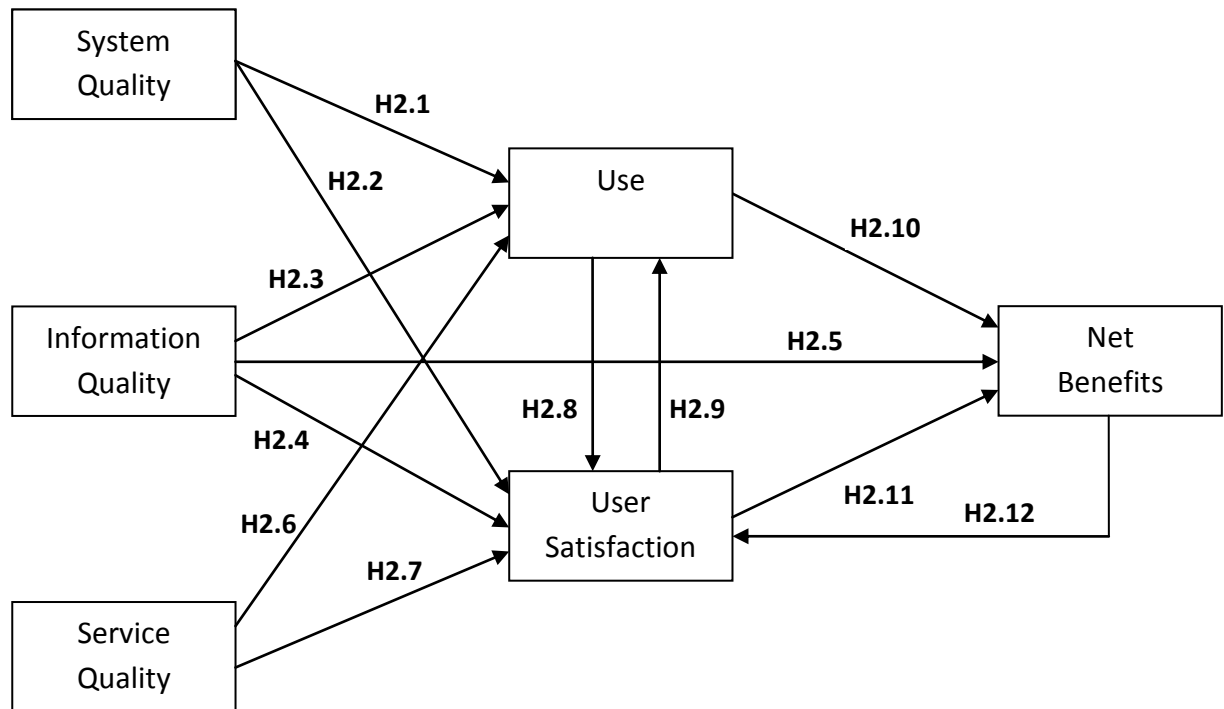 System
Quality
H2.1
H2.2
Use
H2.10
H2.3
Information
Quality
H2.5
Net
Benefits
H2.8
H2.9
H2.4
H2.6
User
Satisfaction
H2.11
H2.12
H2.7
Service
Quality